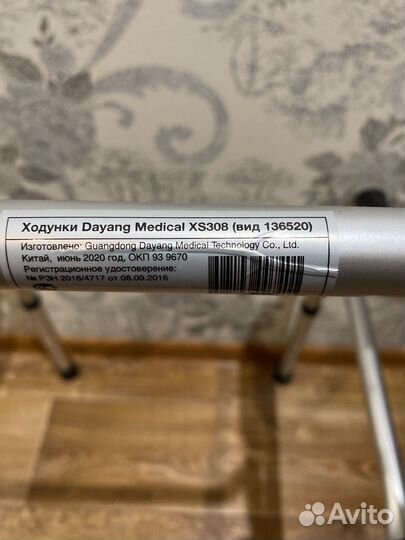 Ходунки Dayang Medical XS308 (вид 136520)
Изготовлено: Guangdong Dayang Medical Technology Co., Ltd.
Китай, июнь 2020 год, ОКП 93 9670
Регистрационное удостоверение:
№ РЗН 2016/4717 от 08.09.2016
Avito